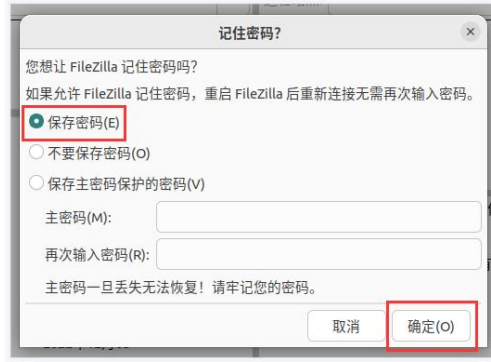 记住密码?
您想让 FileZilla 记住密码吗?
如果允许 FileZilla 记住密码，重启 FileZilla 后重新连接无需再次输入密码。
保存密码(E)
不要保存密码(O)
保存主密码保护的密码(V)
主密码(M):
再次输入密码(R):
主密码一旦丢失无法恢复！请牢记您的密码。
取消
确定(O)